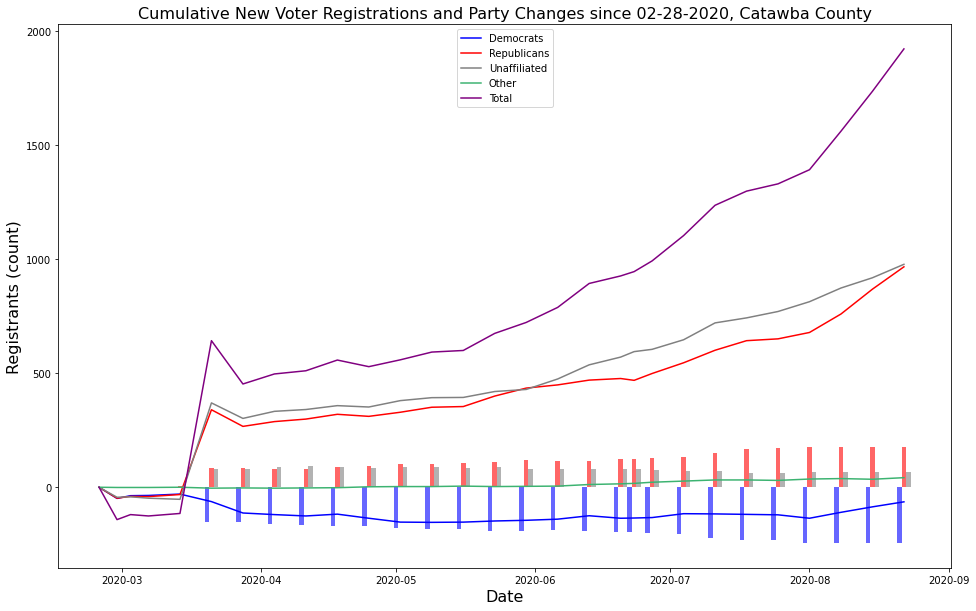 Cumulative New Voter Registrations and Party Changes since 02-28-2020, Catawba County
Democrats
Republicans
Unaffiliated
Other
Total
Registrants (count)
2000
1500
1000
500
0
2020-03
2020-04
2020-05
2020-06
2020-07
2020-08
2020-09
Date